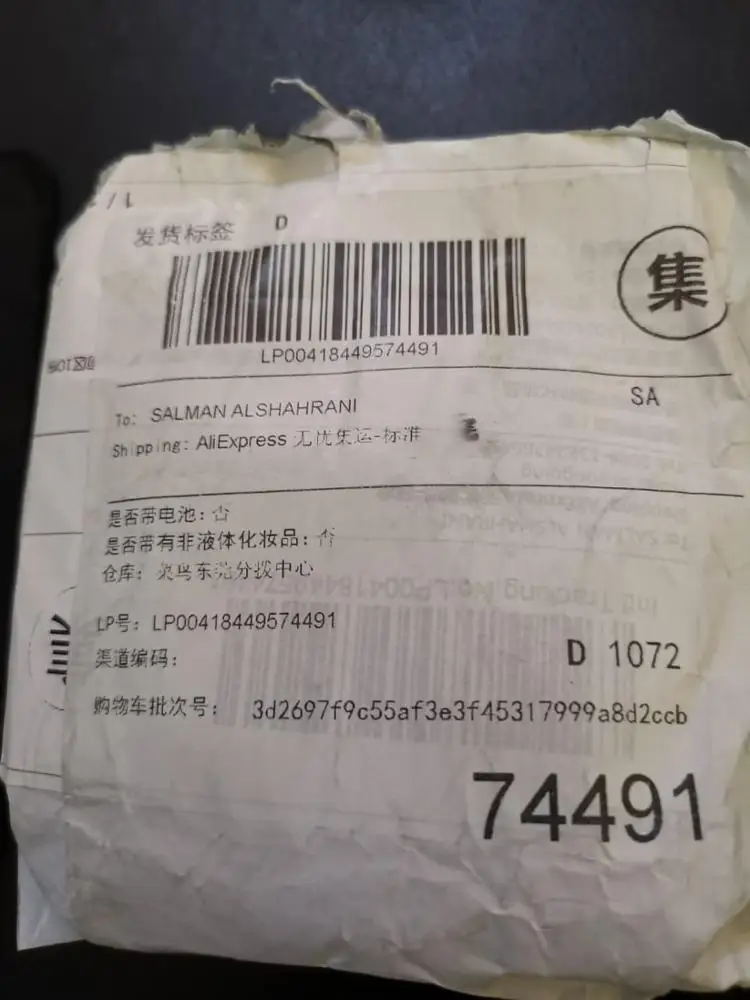 发货标签 D
集
LP00418449574491
SA
To: SALMAN ALSHAHRANI
Shipping: AliExpress 无忧集运-标准
是否带电池: 否
是否带有非液体化妆品: 否
仓库: 菜鸟东莞分拨中心
LP号: LP00418449574491
渠道编码:
D 1072
购物车批次号: 3d2697f9c55af3e3f45317999a8d2ccb
74491